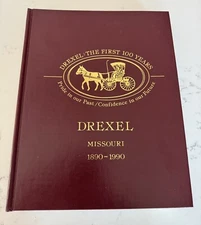 DREXEL: THE FIRST 100 YEARS
Pride in our Past/Confidence in our Future
DREXEL
MISSOURI
1890-1990